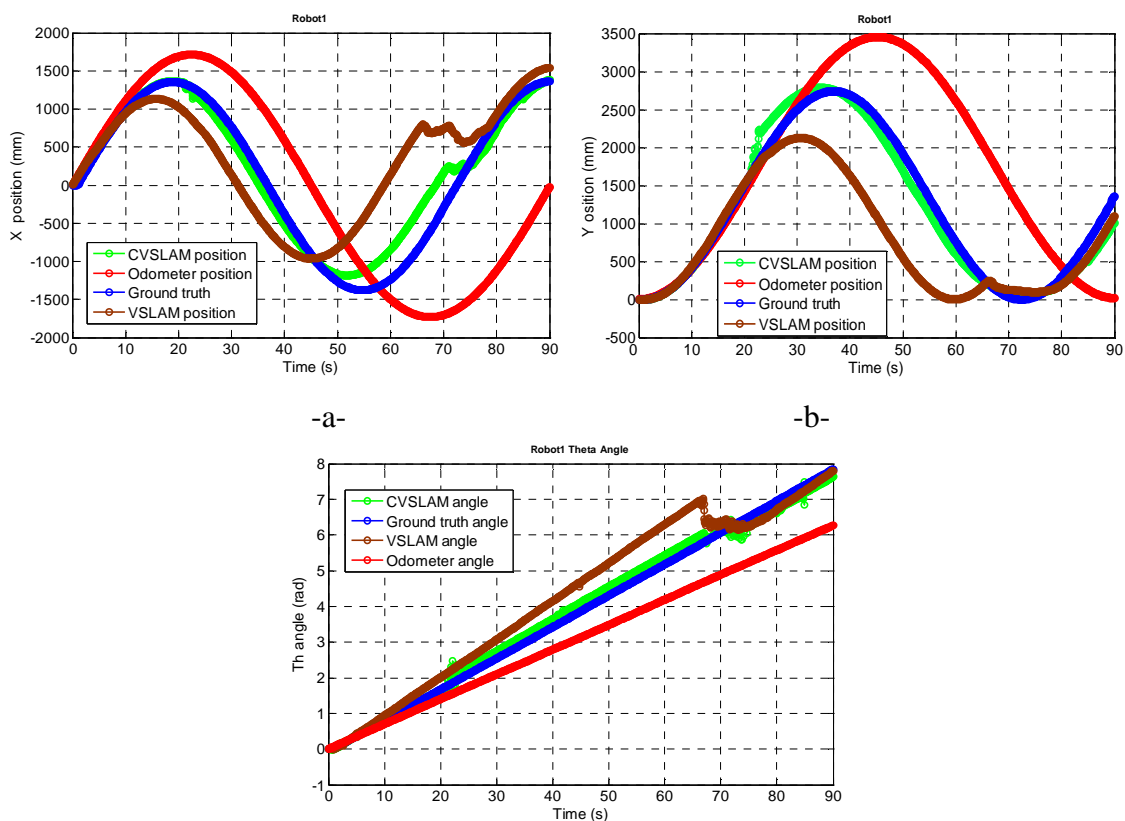 Robot1
2000
1500
1000
500
0
-500
-1000
-1500
-2000
X position (mm)
CVSLAM position
Odometer position
Ground truth
VSLAM position
0 10 20 30 40 50 60 70 80 90
Time (s)
Robot1
3500
3000
2500
2000
1500
1000
500
0
-500
Y osition (mm)
CVSLAM position
Odometer position
Ground truth
VSLAM position
0 10 20 30 40 50 60 70 80 90
Time (s)
-a-
-b-
Robot1 Theta Angle
8
7
6
5
4
3
2
1
0
-1
Th angle (rad)
CVSLAM angle
Ground truth angle
VSLAM angle
Odometer angle
0 10 20 30 40 50 60 70 80 90
Time (s)